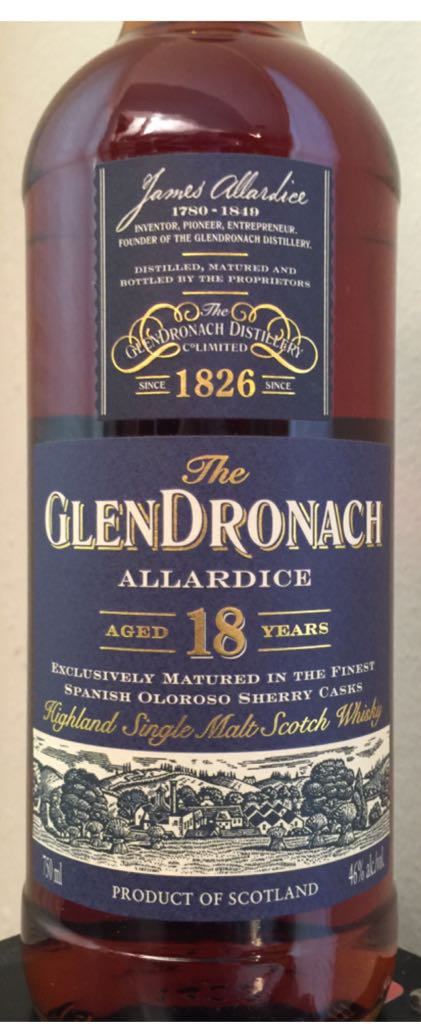 James Allardice
1780 - 1849
INVENTOR, PIONEER, ENTREPRENEUR.
FOUNDER OF THE GLENDRONACH DISTILLERY.
DISTILLED, MATURED AND
BOTTLED BY THE PROPRIETORS
The
GLENDRONACH DISTILLERY
Co LIMITED
SINCE 1826 SINCE
The
GLENDRONACH
ALLARDICE
AGED 18 YEARS
EXCLUSIVELY MATURED IN THE FINEST
SPANISH OLOROSO SHERRY CASKS
Highland Single Malt Scotch Whisky
750 ml
46% alc/vol.
PRODUCT OF SCOTLAND